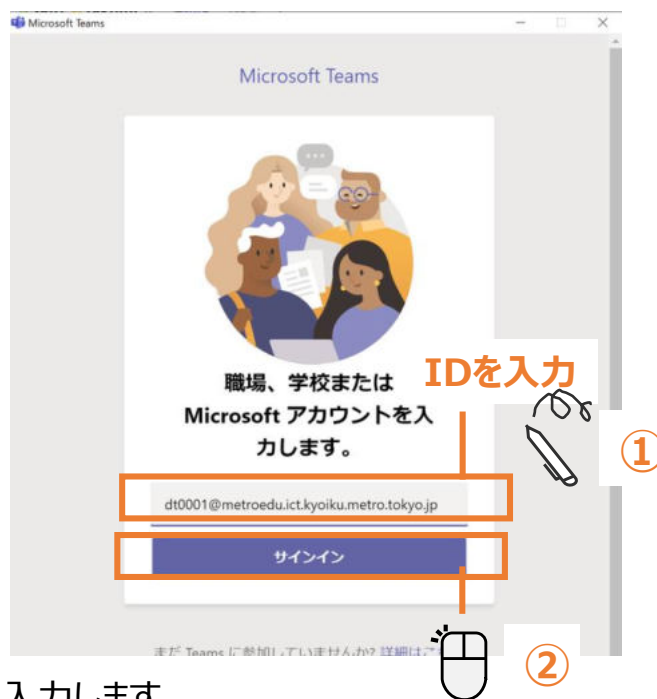 Microsoft Teams
Microsoft Teams
IDを入力
職場、学校または
Microsoft アカウントを入
力します。
①
dt0001@metroedu.ict.kyoiku.metro.tokyo.jp
サインイン
まだ Teams に参加していませんか? 詳細はこ
②
入力します